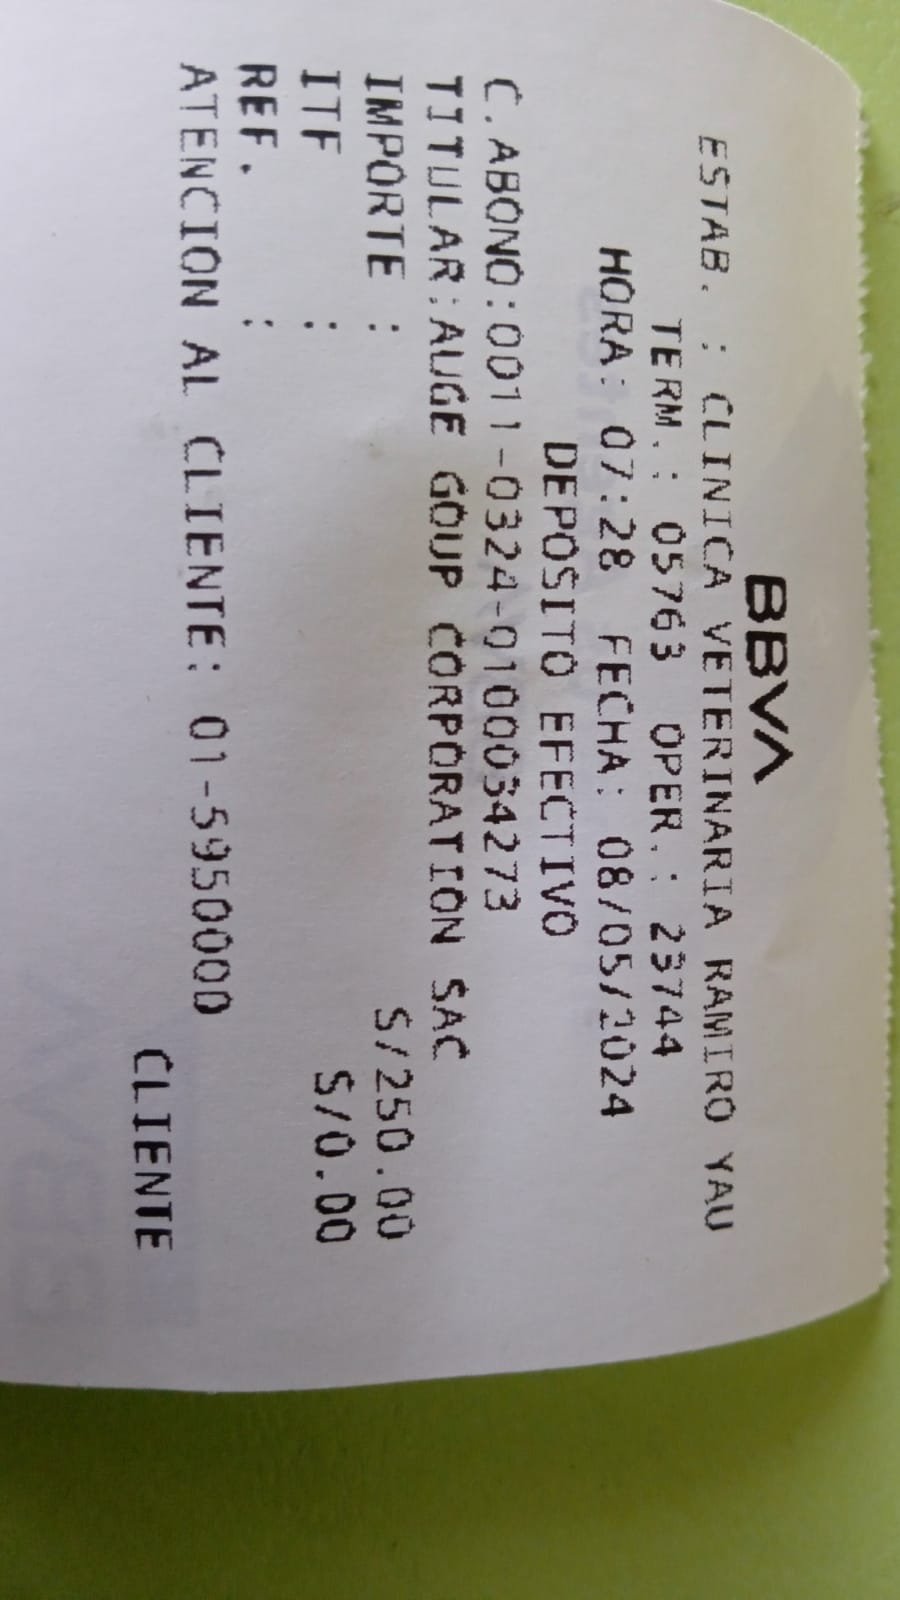 BBVA
ESTAB. : CLINICA VETERINARIA RAMIRO YAU
TERM.: 05763 OPER.: 23744
HORA: 07:28 FECHA: 08/05/2024
DEPOSITO EFECTIVO
C.ABONO:0011-0324-0100034273
TITULAR:AUGE GOUP CORPORATION SAC
IMPORTE : S/250.00
ITF : S/0.00
REF. :
ATENCION AL CLIENTE: 01-5950000
CLIENTE